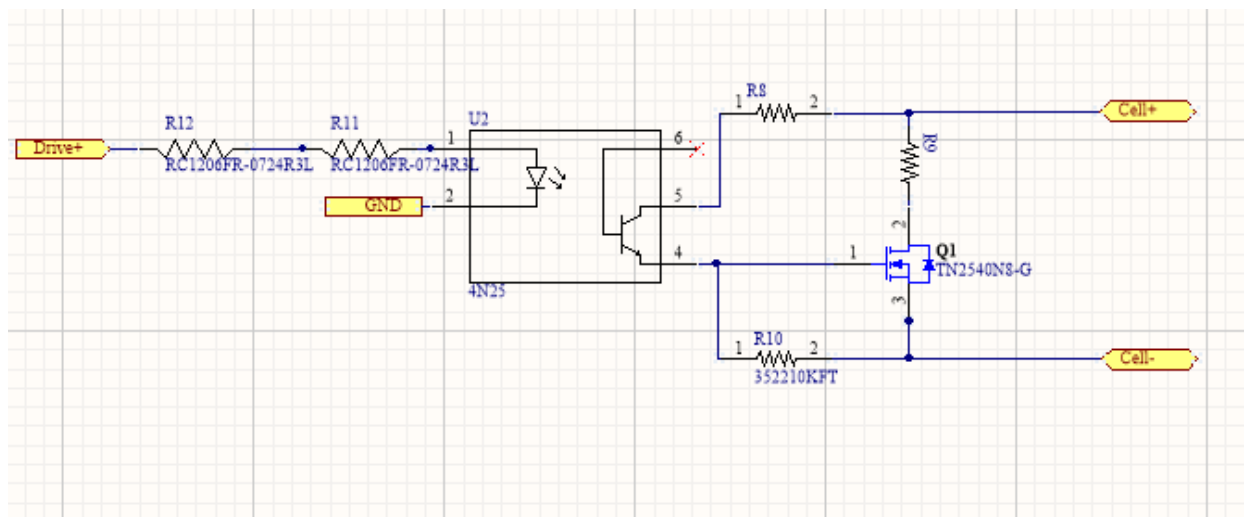 R8
1
2
Cell+
R12
R11
U2
Drive+
1
6
R9
RC1206FR-0724R3L
RC1206FR-0724R3L
2
5
GND
2
4
1
Q1
TN2540N8-G
4N25
3
R10
1
2
Cell-
352210KFT